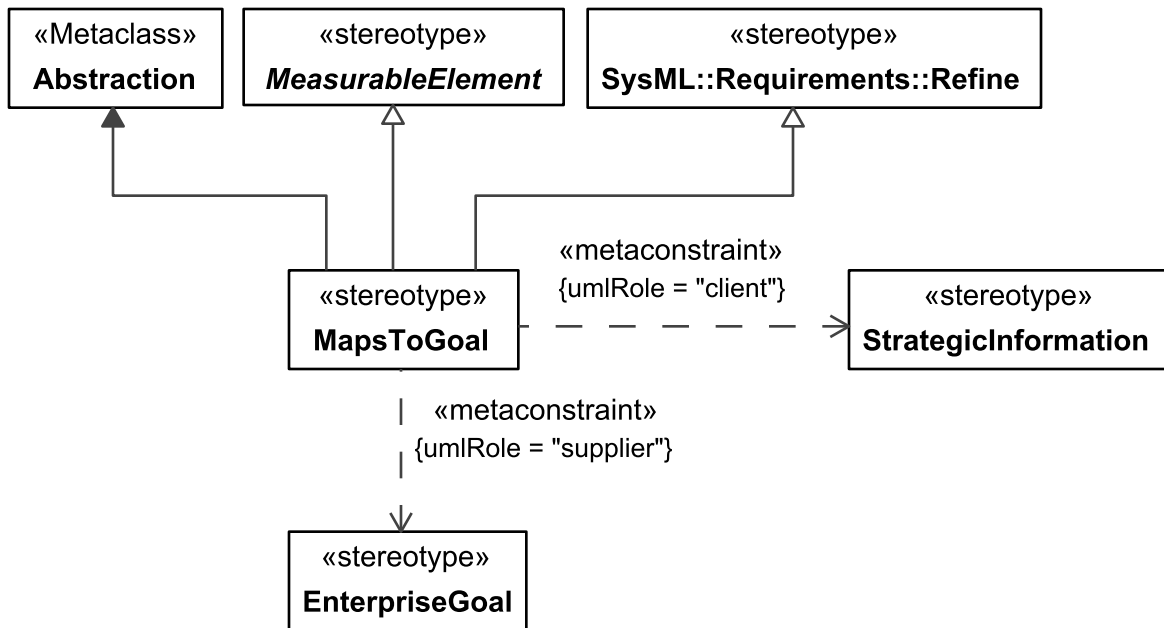 «Metaclass»
Abstraction
«stereotype»
MeasurableElement
«stereotype»
SysML::Requirements::Refine
«metaconstraint»
{umlRole = "client"}
«stereotype»
MapsToGoal
«stereotype»
StrategicInformation
«metaconstraint»
{umlRole = "supplier"}
«stereotype»
EnterpriseGoal